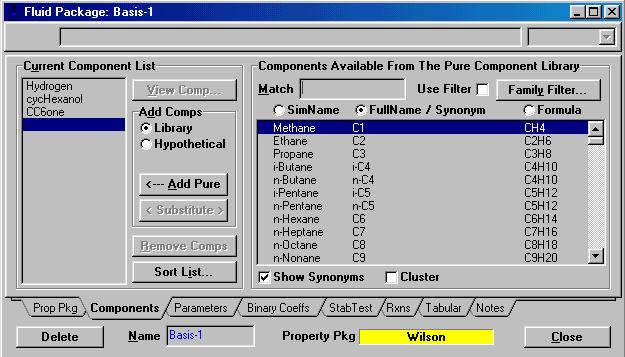 Fluid Package: Basis-1
Current Component List
Components Available From The Pure Component Library
Hydrogen
cycHexanol
CC6one
View Comp...
Add Comps
Library
Hypothetical
<--- Add Pure
< Substitute >
Remove Comps
Sort List...
Match
Use Filter
Family Filter...
SimName FullName / Synonym Formula
Methane C1 CH4
Ethane C2 C2H6
Propane C3 C3H8
i-Butane i-C4 C4H10
n-Butane n-C4 C4H10
i-Pentane i-C5 C5H12
n-Pentane n-C5 C5H12
n-Hexane C6 C6H14
n-Heptane C7 C7H16
n-Octane C8 C8H18
n-Nonane C9 C9H20
Show Synonyms Cluster
Prop Pkg Components Parameters Binary Coeffs StabTest Rxns Tabular Notes
Delete Name Basis-1 Property Pkg Wilson Close